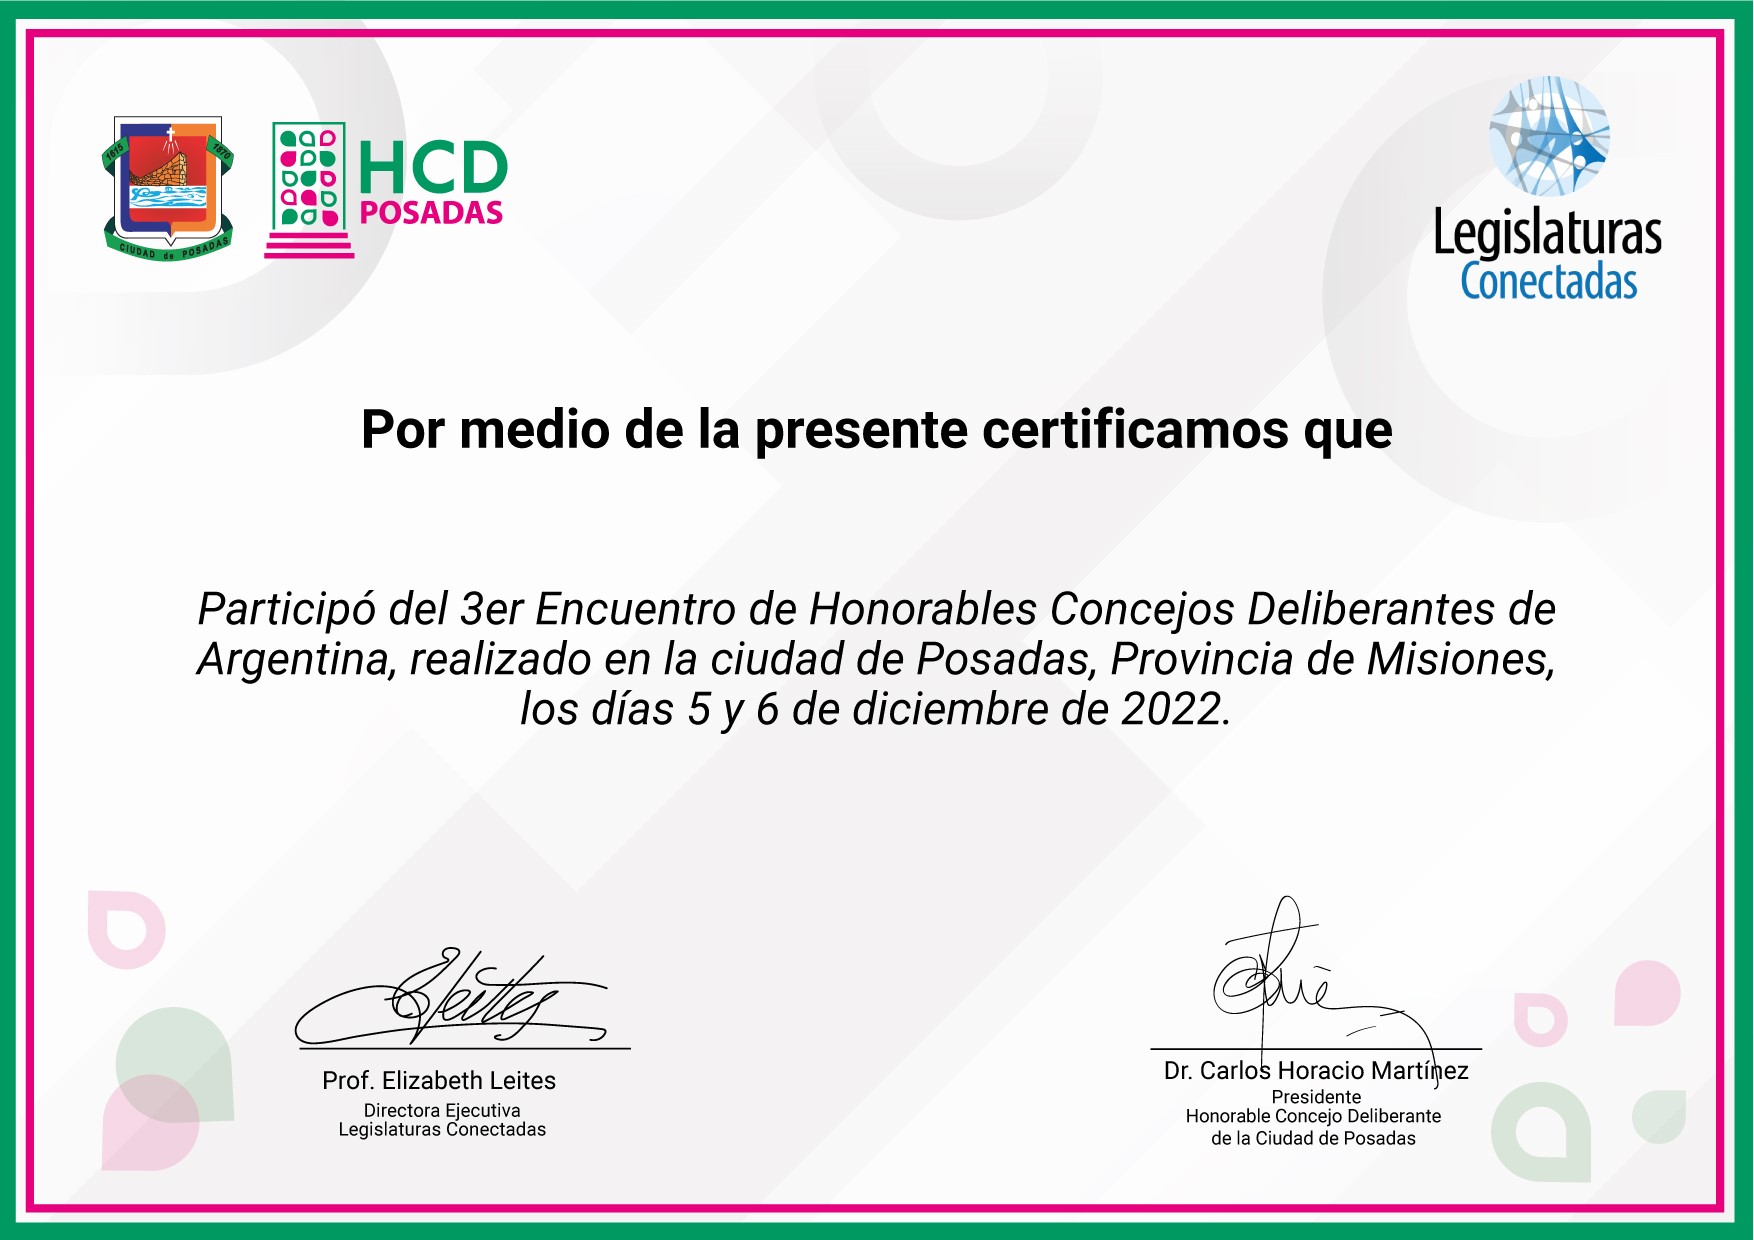 1615
1870
CIUDAD de POSADAS
HCD
POSADAS
Legislaturas
Conectadas
Por medio de la presente certificamos que
Participó del 3er Encuentro de Honorables Concejos Deliberantes de
Argentina, realizado en la ciudad de Posadas, Provincia de Misiones,
los días 5 y 6 de diciembre de 2022.
Prof. Elizabeth Leites
Directora Ejecutiva
Legislaturas Conectadas
Dr. Carlos Horacio Martínez
Presidente
Honorable Concejo Deliberante
de la Ciudad de Posadas